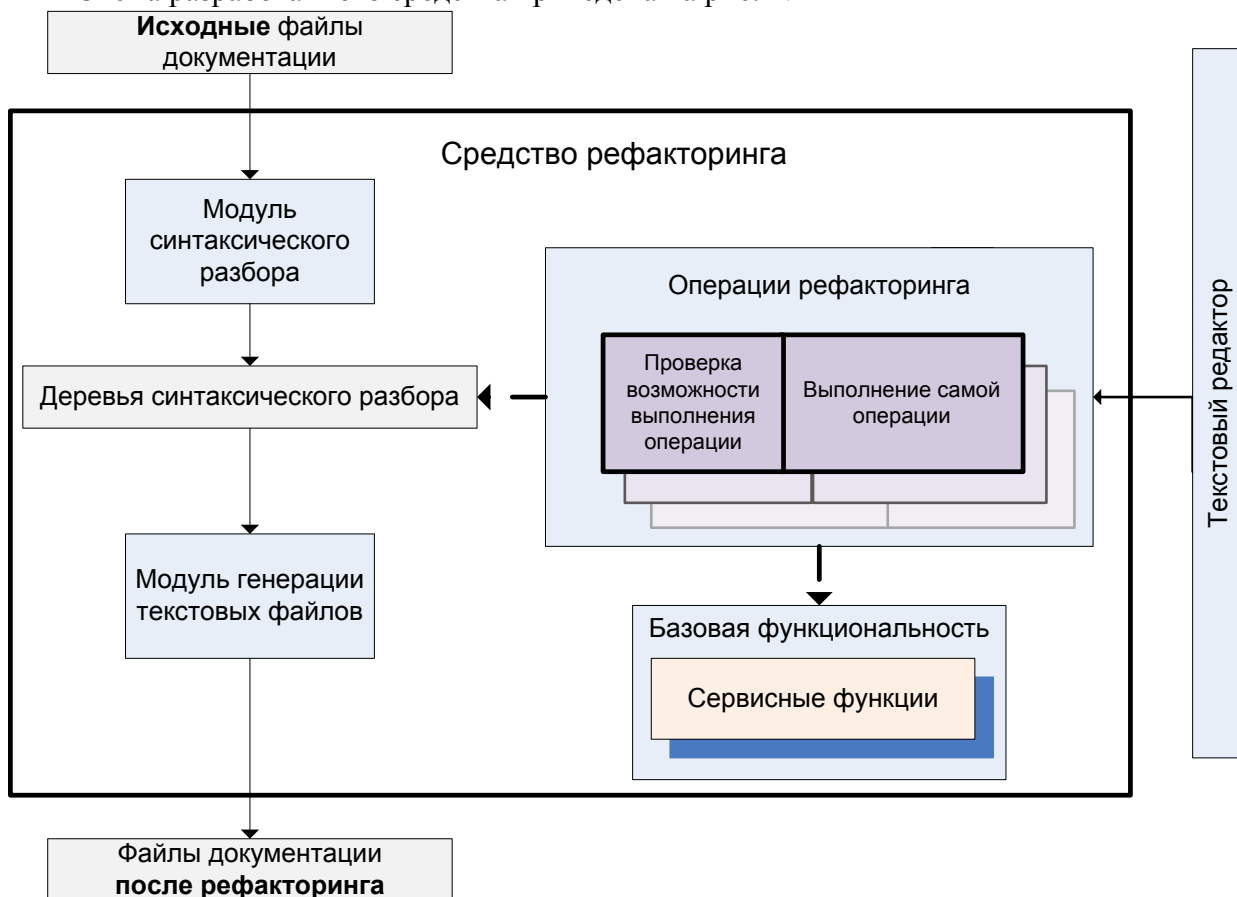 Исходные файлы
документации
Средство рефакторинга
Модуль
синтаксического
разбора
Операции рефакторинга
Проверка
возможности
выполнения
операции
Выполнение самой
операции
Деревья синтаксического разбора
Текстовый редактор
Модуль генерации
текстовых файлов
Базовая функциональность
Сервисные функции
Файлы документации
после рефакторинга